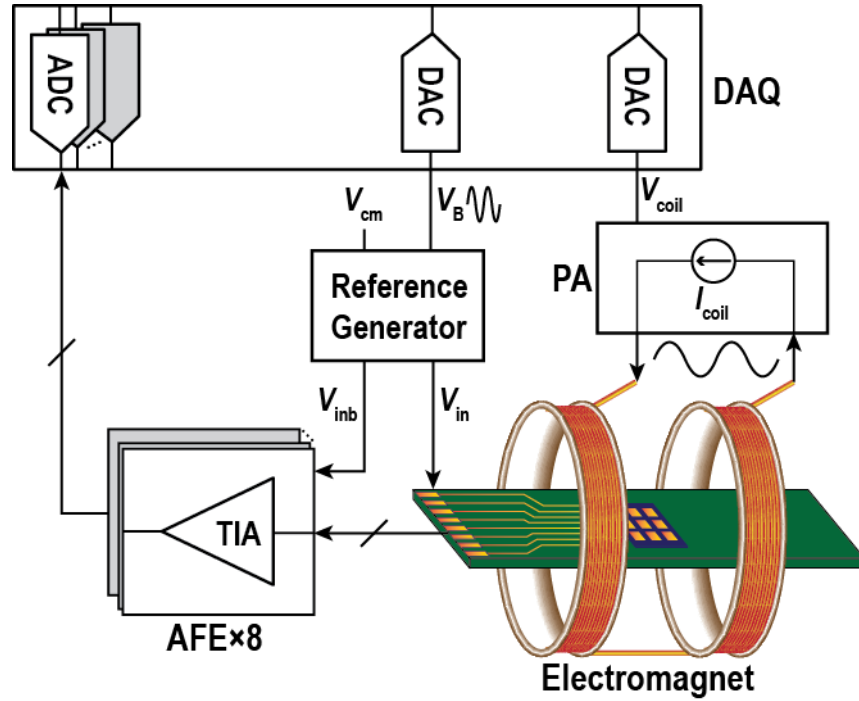 ADC
DAC
DAC
DAQ
Vcm
VB
Vcoil
PA
Icoil
Reference
Generator
Vinb
Vin
TIA
AFE×8
Electromagnet